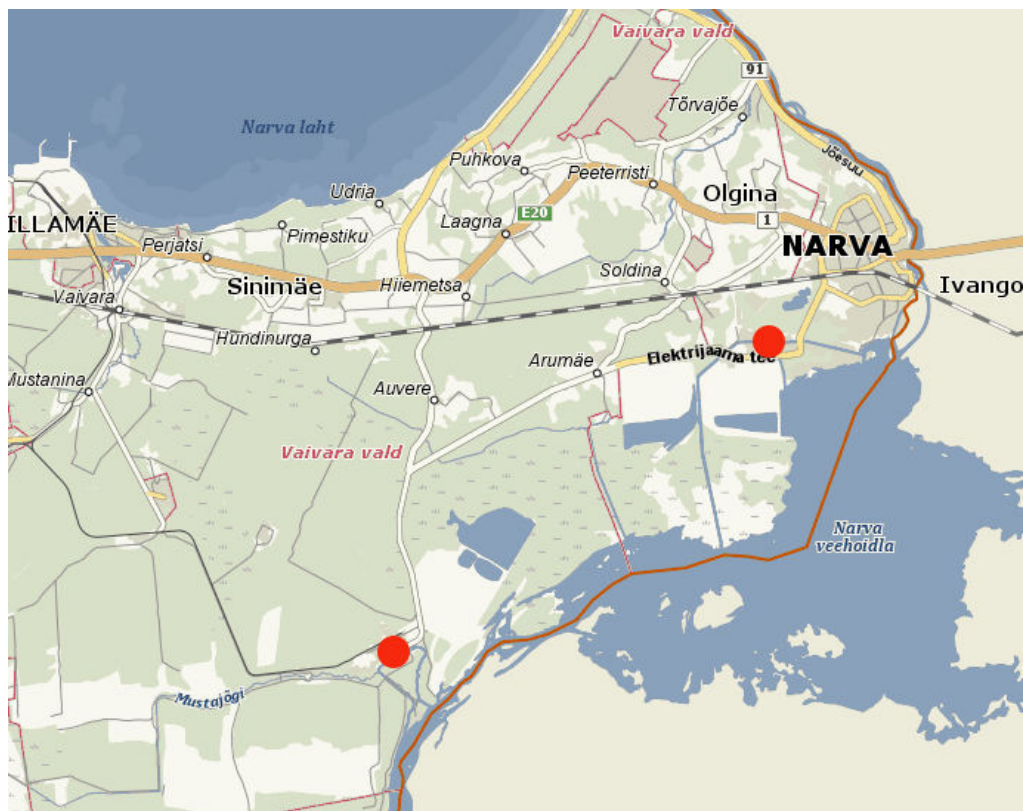 Vaivara vald
91
Tõrvajõe
Narva laht
Jõesuu
Puhkova
Peeterristi
Udria
Olgina
E20
Laagna
1
ILLAMÄE
Pimestiku
Perjatsi
NARVA
Soldina
Sinimäe
Hiiemetsa
Ivango
Vaivara
Hundinurga
Elektrijaama tee
Arumäe
Mustanina
Auvere
Vaivara vald
Narva
veehoidla
Mustajõgi